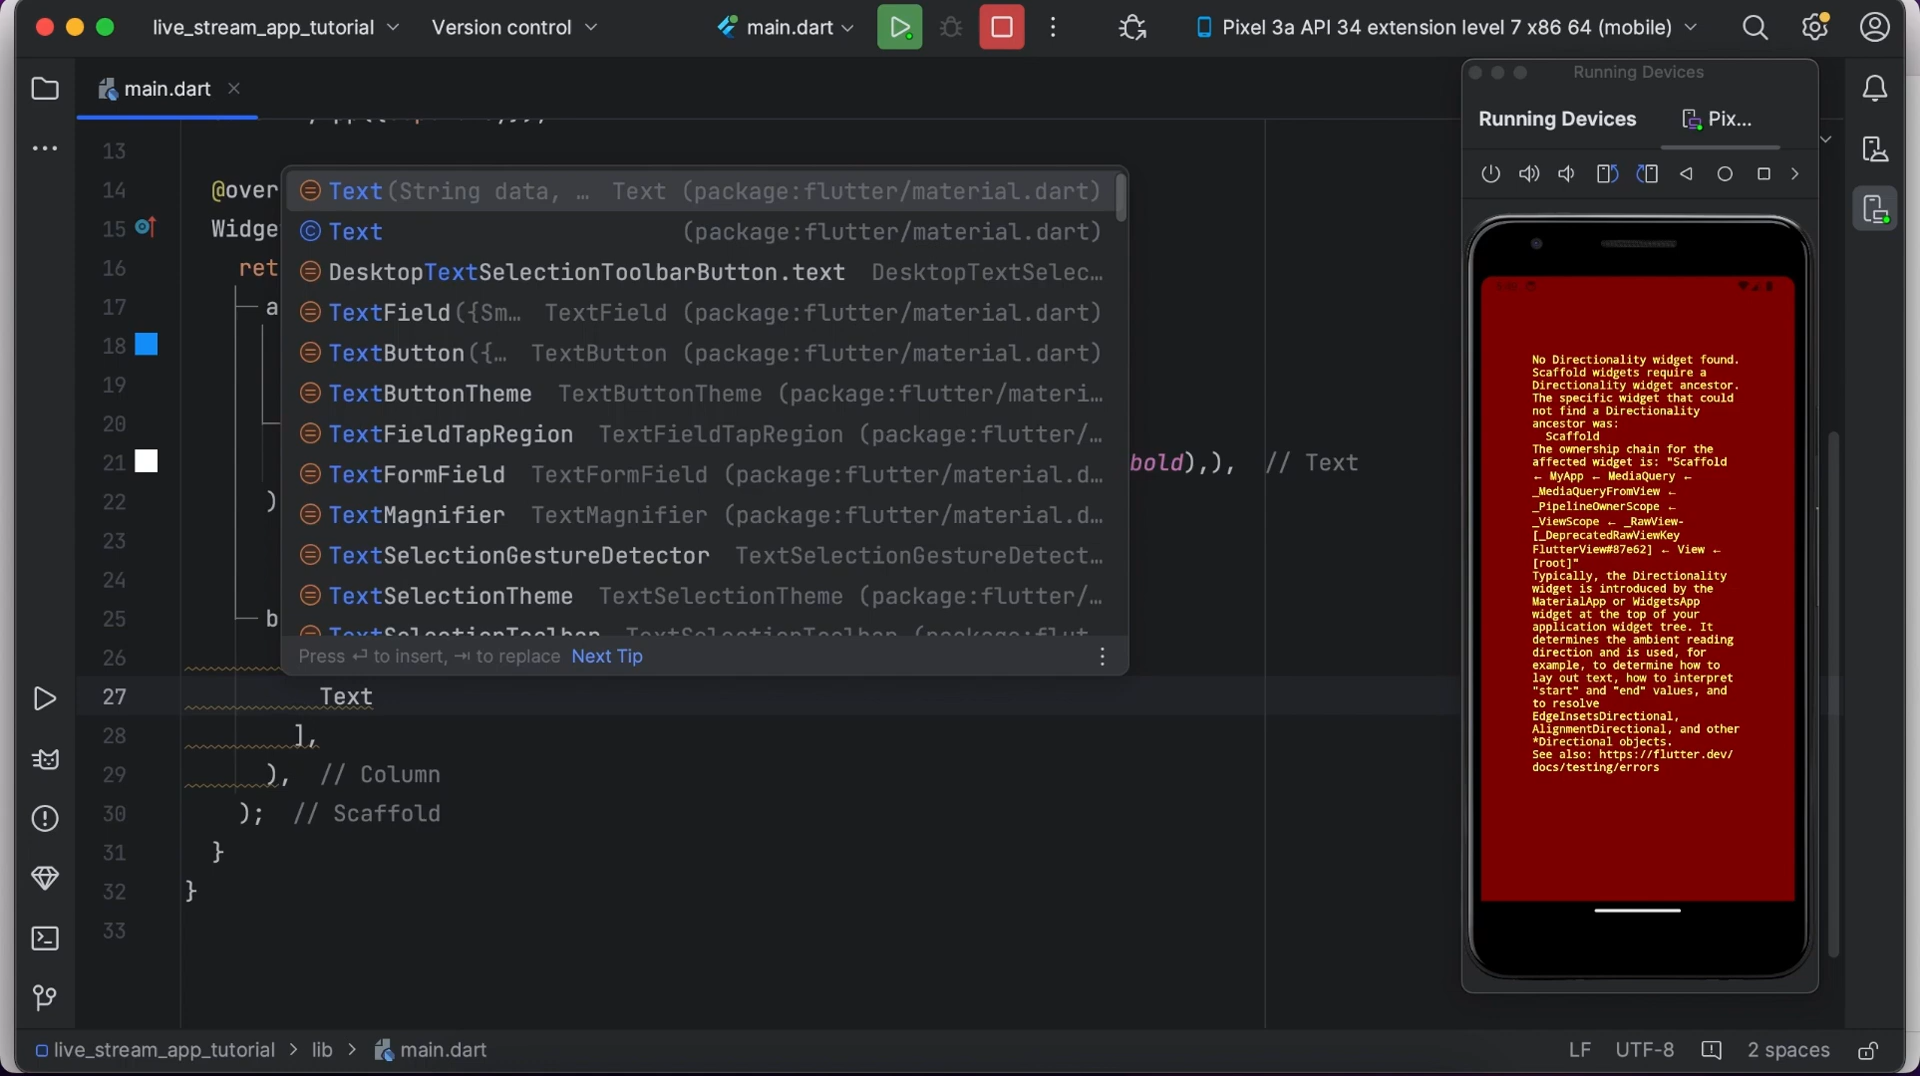 live_stream_app_tutorial
Version control
main.dart
Pixel 3a API 34 extension level 7 x86 64 (mobile)
main.dart
13
14 @over
15 Widge
16 ret
17 a
18
19
20
21 bold),), // Text
22 )
23
24
25 b
26
27 Text
28 ],
29 ), // Column
30 ); // Scaffold
31 }
32 }
33
Text(String data, … Text (package:flutter/material.dart)
Text (package:flutter/material.dart)
DesktopTextSelectionToolbarButton.text DesktopTextSelec…
TextField({Sm… TextField (package:flutter/material.dart)
TextButton({… TextButton (package:flutter/material.dart)
TextButtonTheme TextButtonTheme (package:flutter/materi…
TextFieldTapRegion TextFieldTapRegion (package:flutter/…
TextFormField TextFormField (package:flutter/material.d…
TextMagnifier TextMagnifier (package:flutter/material.d…
TextSelectionGestureDetector TextSelectionGestureDetect…
TextSelectionTheme TextSelectionTheme (package:flutter/…
TextSelectionToolbar TextSelectionToolbar (package:flut
Press ⏎ to insert, ⇥ to replace Next Tip
Running Devices
Running Devices Pix...
No Directionality widget found.
Scaffold widgets require a
Directionality widget ancestor.
The specific widget that could
not find a Directionality
ancestor was:
Scaffold
The ownership chain for the
affected widget is: "Scaffold
← MyApp ← MediaQuery ←
_MediaQueryFromView ←
_PipelineOwnerScope ←
_ViewScope ← _RawView-
[_DeprecatedRawViewKey
FlutterView#87e62] ← View ←
[root]"
Typically, the Directionality
widget is introduced by the
MaterialApp or WidgetsApp
widget at the top of your
application widget tree. It
determines the ambient reading
direction and is used, for
example, to determine how to
lay out text, how to interpret
"start" and "end" values, and
to resolve
EdgeInsetsDirectional,
AlignmentDirectional, and other
*Directional objects.
See also: https://flutter.dev/
docs/testing/errors
live_stream_app_tutorial > lib > main.dart
LF UTF-8 2 spaces